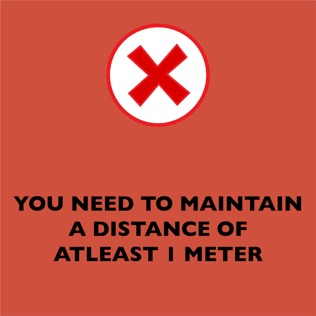 YOU NEED TO MAINTAIN
A DISTANCE OF
ATLEAST 1 METER